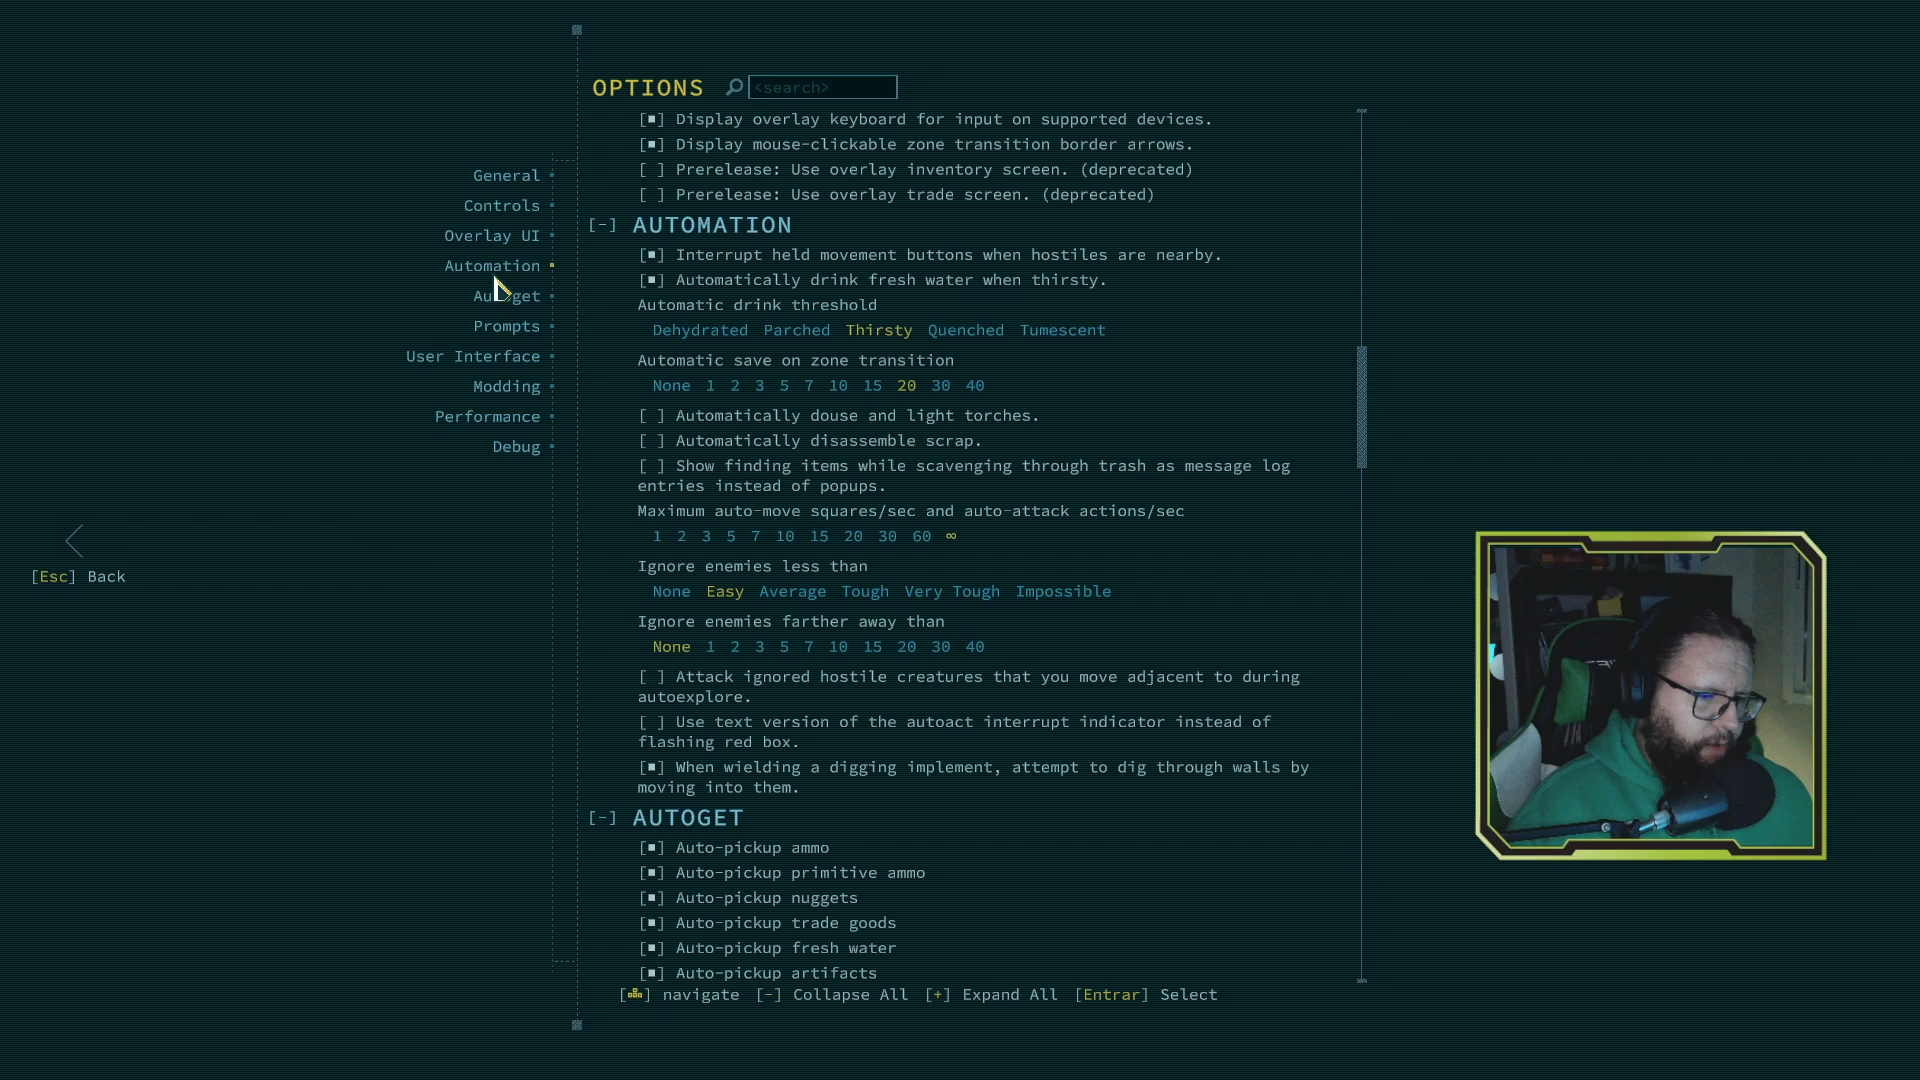 OPTIONS <search>
[■] Display overlay keyboard for input on supported devices.
[■] Display mouse-clickable zone transition border arrows.
[ ] Prerelease: Use overlay inventory screen. (deprecated)
[ ] Prerelease: Use overlay trade screen. (deprecated)
General
Controls
Overlay UI
Automation
Prompts
User Interface
Modding
Performance
Debug
[Esc] Back
[-] AUTOMATION
[■] Interrupt held movement buttons when hostiles are nearby.
[■] Automatically drink fresh water when thirsty.
Automatic drink threshold
Dehydrated Parched Thirsty Quenched Tumescent
Automatic save on zone transition
None 1 2 3 5 7 10 15 20 30 40
[ ] Automatically douse and light torches.
[ ] Automatically disassemble scrap.
[ ] Show finding items while scavenging through trash as message log
entries instead of popups.
Maximum auto-move squares/sec and auto-attack actions/sec
1 2 3 5 7 10 15 20 30 60 ∞
Ignore enemies less than
None Easy Average Tough Very Tough Impossible
Ignore enemies farther away than
None 1 2 3 5 7 10 15 20 30 40
[ ] Attack ignored hostile creatures that you move adjacent to during
autoexplore.
[ ] Use text version of the autoact interrupt indicator instead of
flashing red box.
[■] When wielding a digging implement, attempt to dig through walls by
moving into them.
[-] AUTOGET
[■] Auto-pickup ammo
[■] Auto-pickup primitive ammo
[■] Auto-pickup nuggets
[■] Auto-pickup trade goods
[■] Auto-pickup fresh water
[■] Auto-pickup artifacts
navigate [-] Collapse All [+] Expand All [Entrar] Select